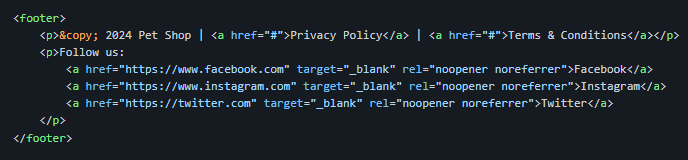 <footer>
<p>&copy; 2024 Pet Shop | <a href="#">Privacy Policy</a> | <a href="#">Terms & Conditions</a></p>
<p>Follow us:
<a href="https://www.facebook.com" target="_blank" rel="noopener noreferrer">Facebook</a>
<a href="https://www.instagram.com" target="_blank" rel="noopener noreferrer">Instagram</a>
<a href="https://twitter.com" target="_blank" rel="noopener noreferrer">Twitter</a>
</p>
</footer>